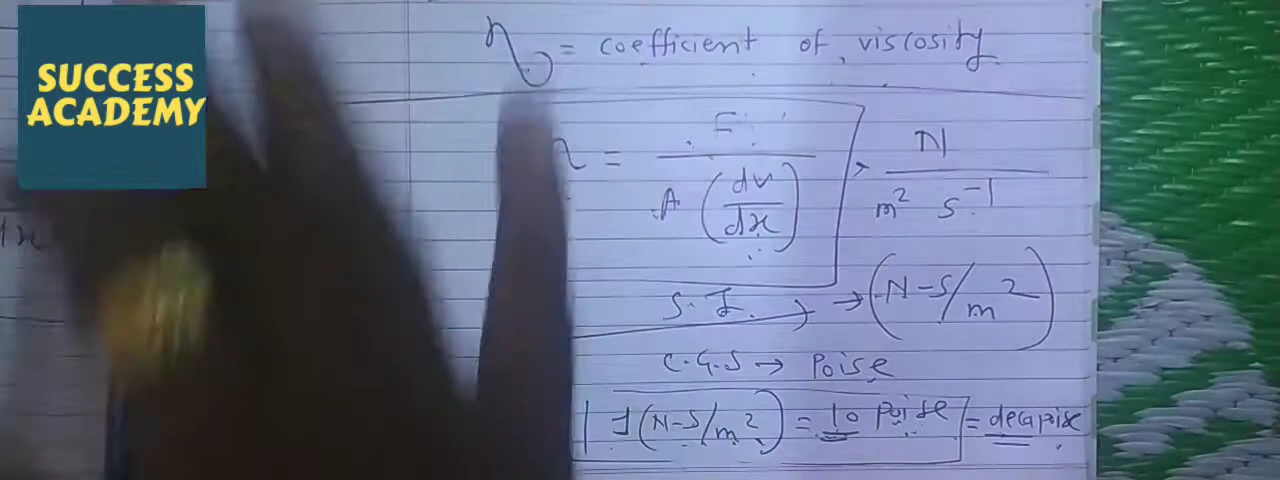 SUCCESS
ACADEMY
η = coefficient of viscosity
η = F / A (dv/dx) , N / m² s⁻¹
S.I. → (N-S/m²)
C.G.S → Poise
1 (N-S/m²) = 10 Poise = decapoise